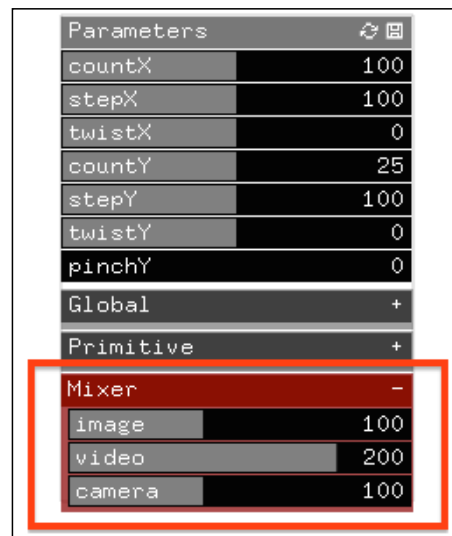 Parameters
countX 100
stepX 100
twistX 0
countY 25
stepY 100
twistY 0
pinchY 0
Global +
Primitive +
Mixer -
image 100
video 200
camera 100